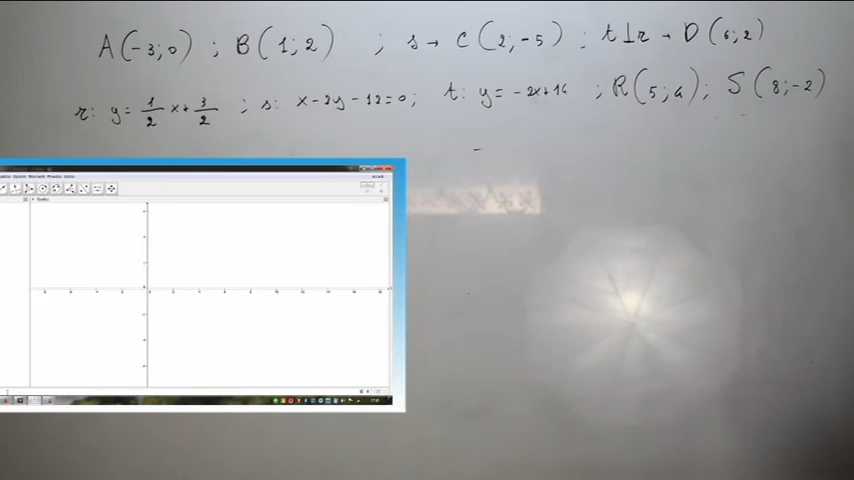 A(-3;0) ; B(1;2) ; s → C(2;-5) ; t⊥r → D(6;2)
r: y = 1/2 x + 3/2 ; s: x-2y-12=0; t: y = -2x+14 ; R(5;4); S(8;-2)